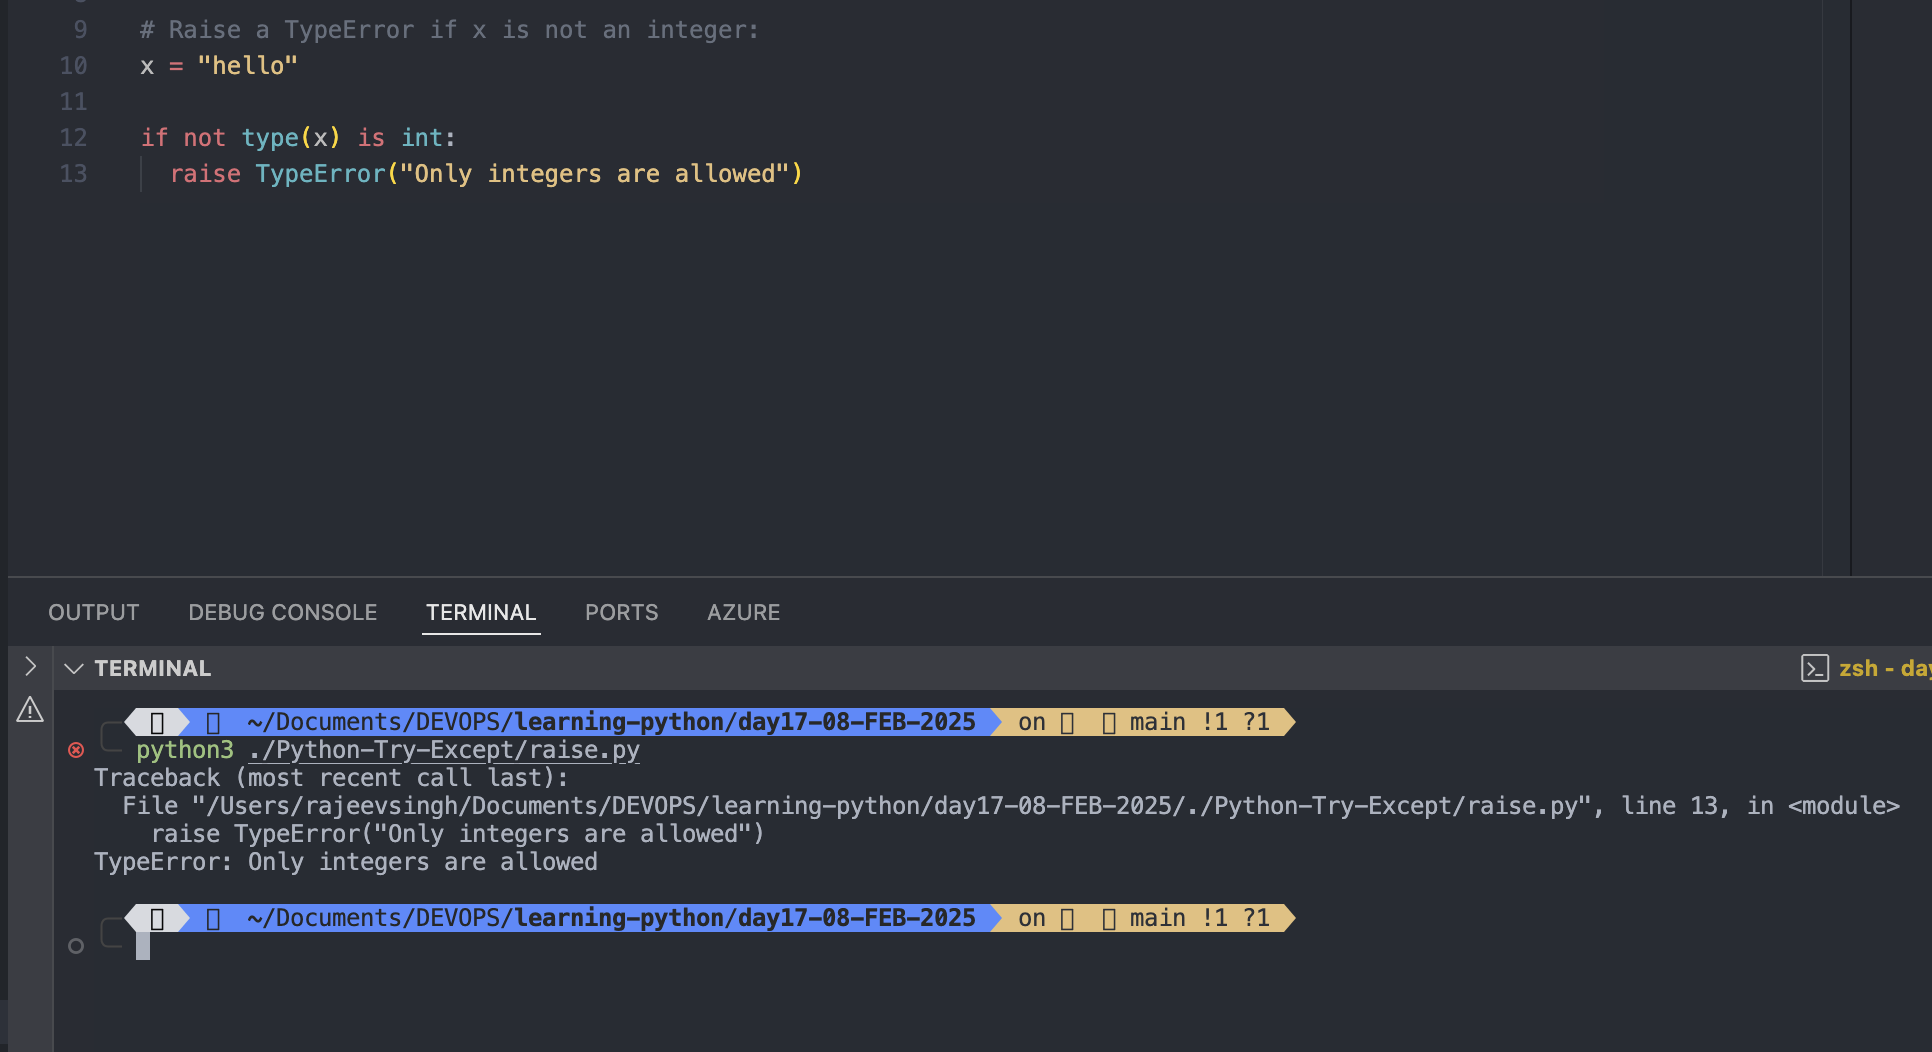 9 # Raise a TypeError if x is not an integer:
10 x = "hello"
11
12 if not type(x) is int:
13 raise TypeError("Only integers are allowed")
OUTPUT DEBUG CONSOLE TERMINAL PORTS AZURE
TERMINAL zsh - day
~/Documents/DEVOPS/learning-python/day17-08-FEB-2025 on main !1 ?1
python3 ./Python-Try-Except/raise.py
Traceback (most recent call last):
File "/Users/rajeevsingh/Documents/DEVOPS/learning-python/day17-08-FEB-2025/./Python-Try-Except/raise.py", line 13, in <module>
raise TypeError("Only integers are allowed")
TypeError: Only integers are allowed
~/Documents/DEVOPS/learning-python/day17-08-FEB-2025 on main !1 ?1